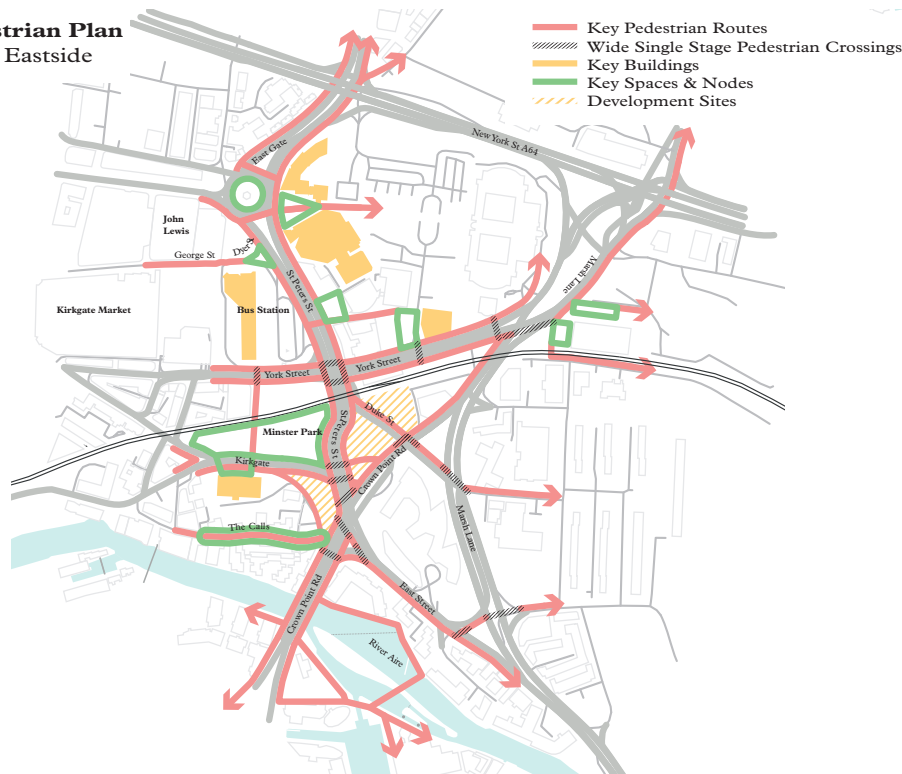 strian Plan
Eastside
Key Pedestrian Routes
Wide Single Stage Pedestrian Crossings
Key Buildings
Key Spaces & Nodes
Development Sites
New York St A64
East Gate
John
Lewis
Dyer St
George St
Marsh Lane
St Peters St
Kirkgate Market
Bus Station
York Street
York Street
Duke St
St Peters St
Minster Park
Crown Point Rd
Kirkgate
The Calls
Marsh Lane
East Street
Crown Point Rd
River Aire